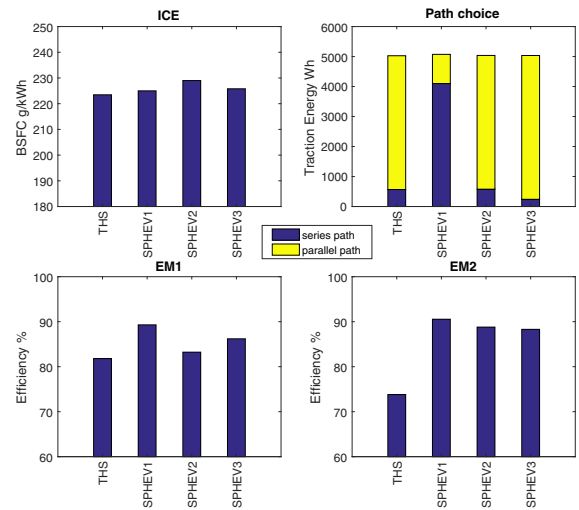 ICE
BSFC g/kWh
250
240
230
220
210
200
190
180
THS
SPHEV1
SPHEV2
SPHEV3
Path choice
Traction Energy Wh
6000
5000
4000
3000
2000
1000
0
THS
SPHEV1
SPHEV2
SPHEV3
series path
parallel path
EM1
Efficiency %
100
90
80
70
60
THS
SPHEV1
SPHEV2
SPHEV3
EM2
Efficiency %
100
90
80
70
60
THS
SPHEV1
SPHEV2
SPHEV3